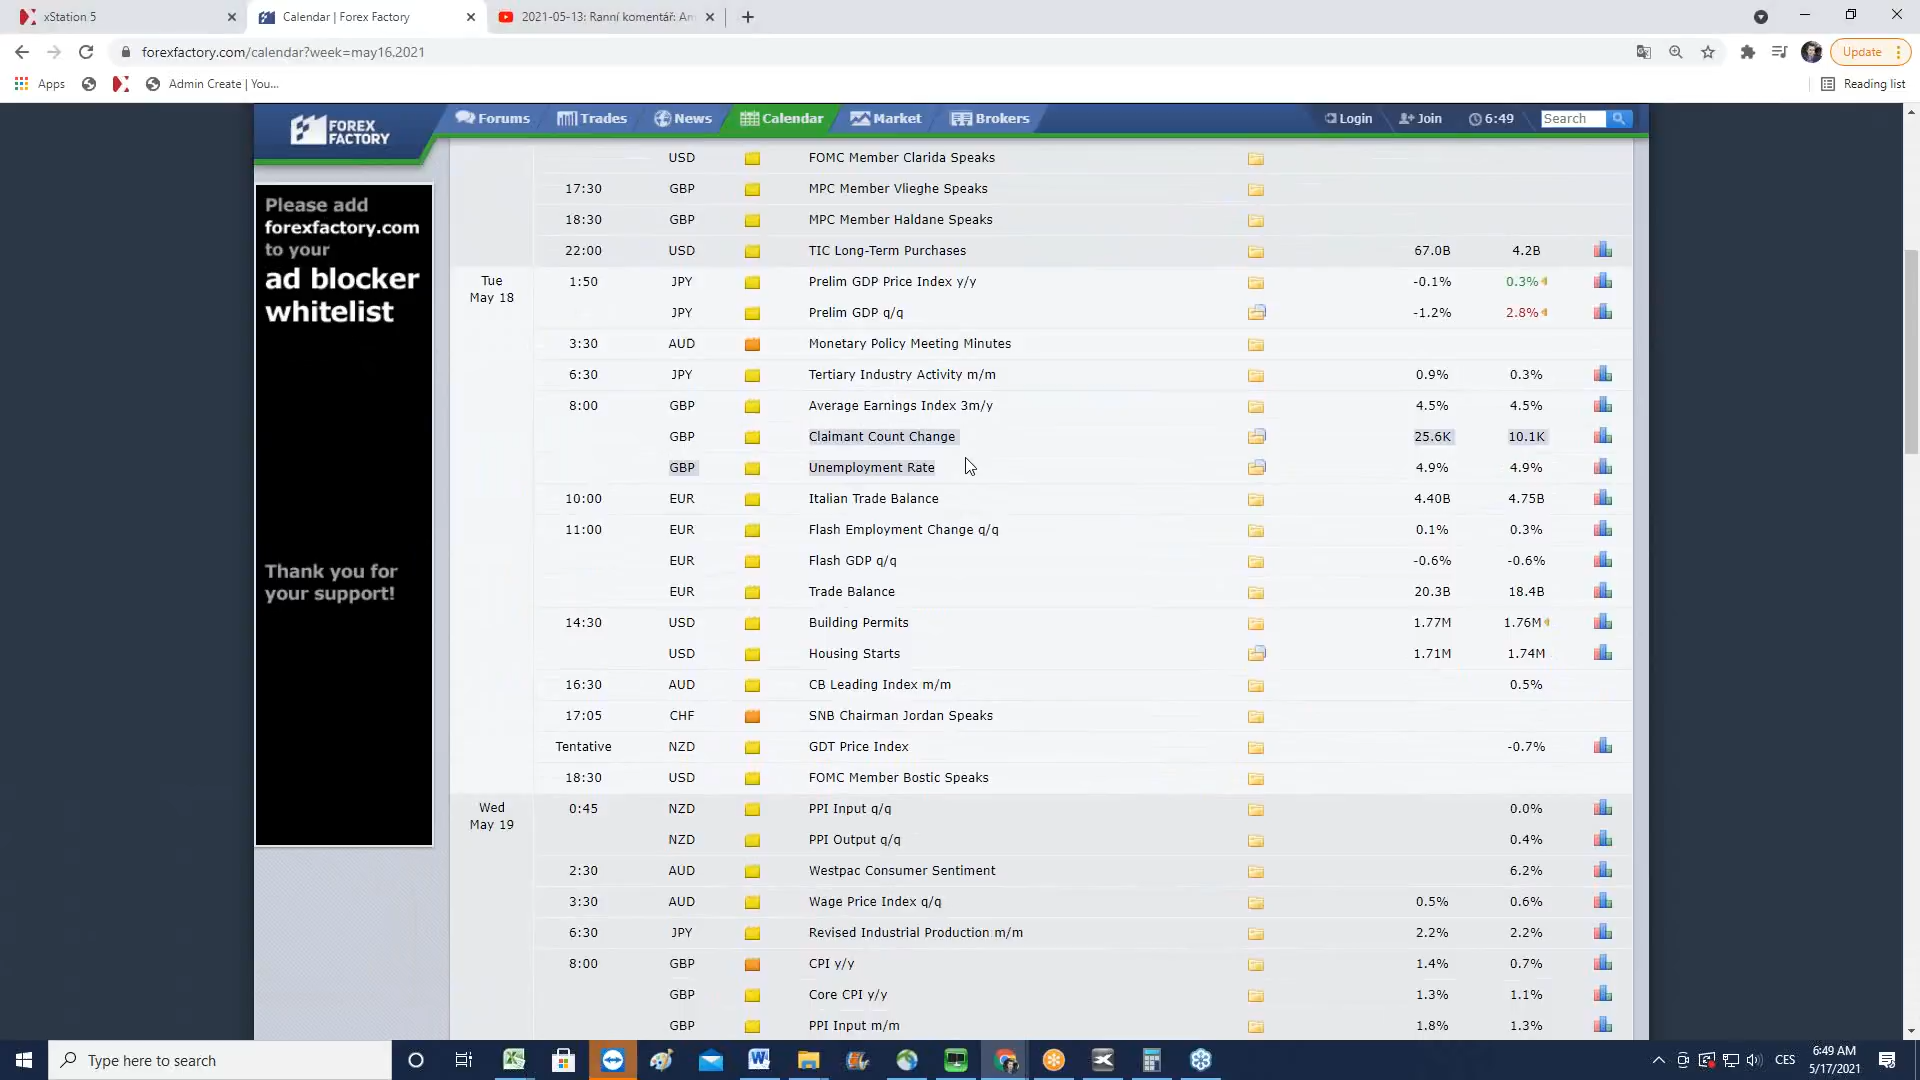 xStation 5
Calendar | Forex Factory
2021-05-13: Ranní komentář: Am
forexfactory.com/calendar?week=may16.2021
Update
Apps
Admin Create | You...
Reading list
FOREX FACTORY
Forums Trades News Calendar Market Brokers Login Join 6:49 Search
Please add
forexfactory.com
to your
ad blocker
whitelist
Thank you for
your support!
USD FOMC Member Clarida Speaks
17:30 GBP MPC Member Vlieghe Speaks
18:30 GBP MPC Member Haldane Speaks
22:00 USD TIC Long-Term Purchases 67.0B 4.2B
Tue
May 18
1:50 JPY Prelim GDP Price Index y/y -0.1% 0.3%
JPY Prelim GDP q/q -1.2% 2.8%
3:30 AUD Monetary Policy Meeting Minutes
6:30 JPY Tertiary Industry Activity m/m 0.9% 0.3%
8:00 GBP Average Earnings Index 3m/y 4.5% 4.5%
GBP Claimant Count Change 25.6K 10.1K
GBP Unemployment Rate 4.9% 4.9%
10:00 EUR Italian Trade Balance 4.40B 4.75B
11:00 EUR Flash Employment Change q/q 0.1% 0.3%
EUR Flash GDP q/q -0.6% -0.6%
EUR Trade Balance 20.3B 18.4B
14:30 USD Building Permits 1.77M 1.76M
USD Housing Starts 1.71M 1.74M
16:30 AUD CB Leading Index m/m 0.5%
17:05 CHF SNB Chairman Jordan Speaks
Tentative NZD GDT Price Index -0.7%
18:30 USD FOMC Member Bostic Speaks
Wed
May 19
0:45 NZD PPI Input q/q 0.0%
NZD PPI Output q/q 0.4%
2:30 AUD Westpac Consumer Sentiment 6.2%
3:30 AUD Wage Price Index q/q 0.5% 0.6%
6:30 JPY Revised Industrial Production m/m 2.2% 2.2%
8:00 GBP CPI y/y 1.4% 0.7%
GBP Core CPI y/y 1.3% 1.1%
GBP PPI Input m/m 1.8% 1.3%
Type here to search
CES
6:49 AM
5/17/2021